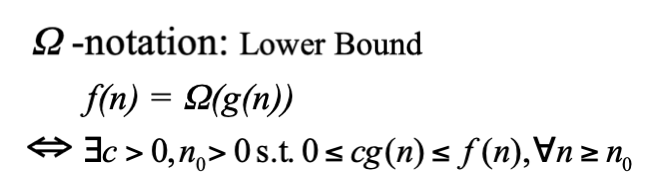 Ω -notation: Lower Bound
f(n) = Ω(g(n))
⇔ ∃c > 0, n₀ > 0 s.t. 0 ≤ cg(n) ≤ f(n), ∀n ≥ n₀